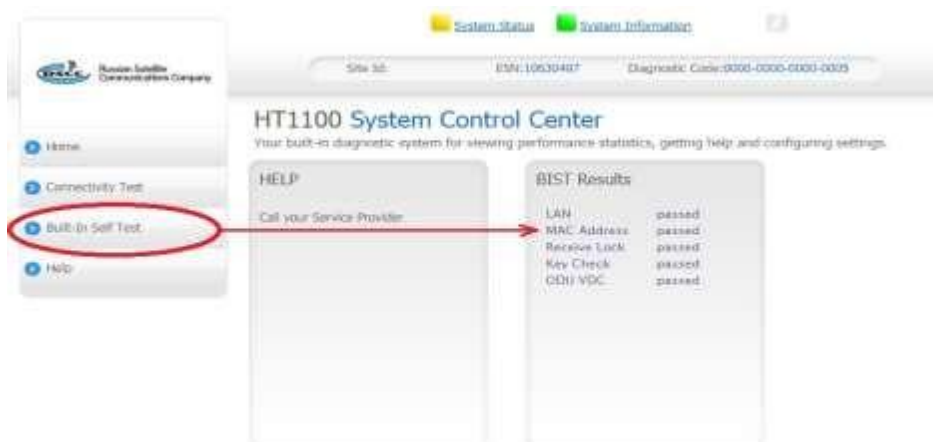 System Status System Information
RSCC Russian Satellite
Communications Company
Site Id: ESN:10630407 Diagnostic Code:0000-0000-0000-0005
HT1100 System Control Center
Your built-in diagnostic system for viewing performance statistics, getting help and configuring settings.
Home
Connectivity Test
Built-In Self Test
Help
HELP
Call your Service Provider
BIST Results
LAN passed
MAC Address passed
Receive Lock passed
Key Check passed
ODU VDC passed